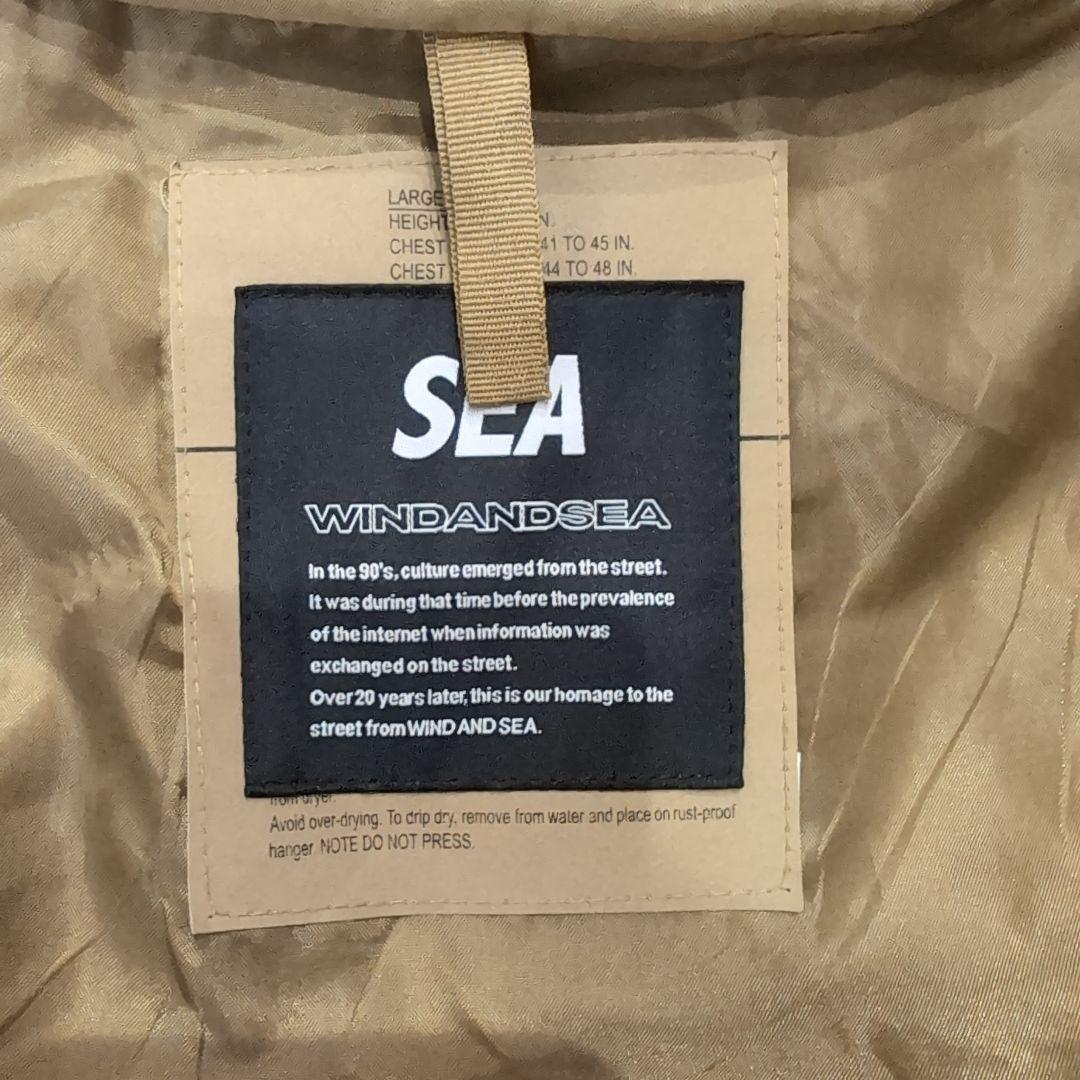 LARGE
HEIGHT N.
CHEST 41 TO 45 IN.
CHEST 44 TO 48 IN.
SEA
WINDANDSEA
In the 90's, culture emerged from the street.
It was during that time before the prevalence
of the internet when information was
exchanged on the street.
Over 20 years later, this is our homage to the
street from WIND AND SEA.
from dryer.
Avoid over-drying. To drip dry, remove from water and place on rust-proof
hanger NOTE DO NOT PRESS.